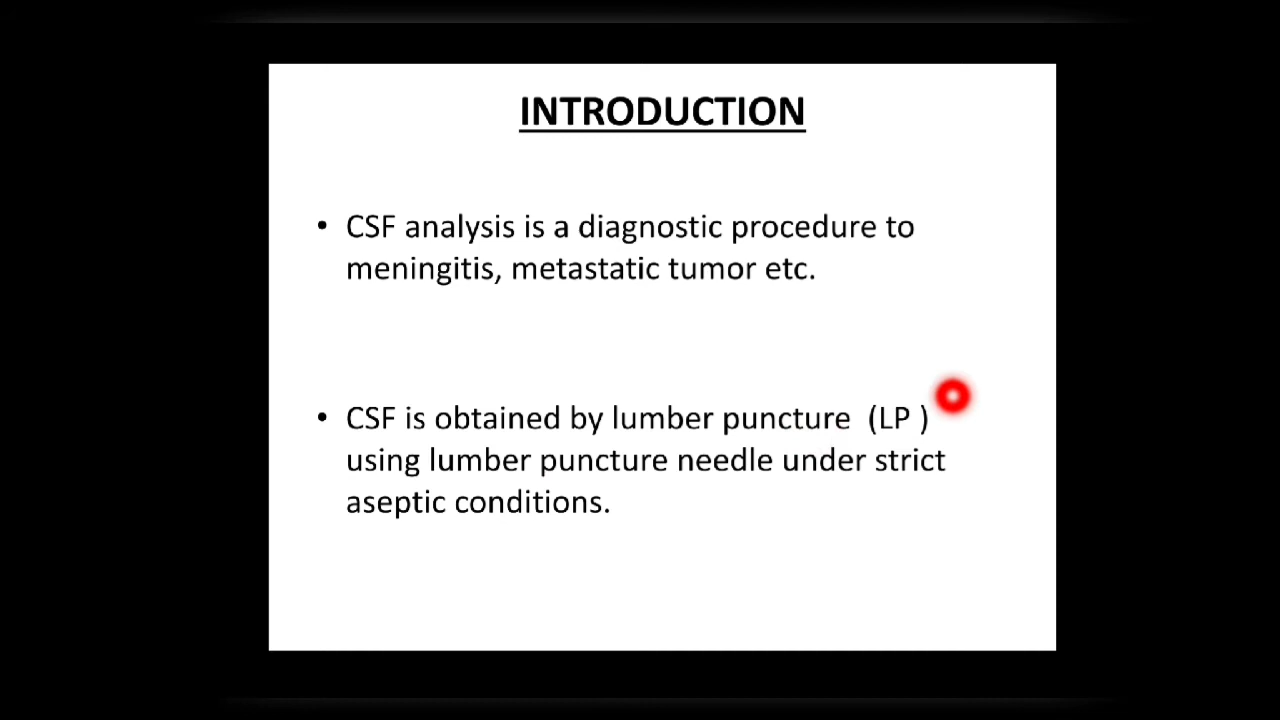 INTRODUCTION
• CSF analysis is a diagnostic procedure to
meningitis, metastatic tumor etc.
• CSF is obtained by lumber puncture  (LP )
using lumber puncture needle under strict
aseptic conditions.